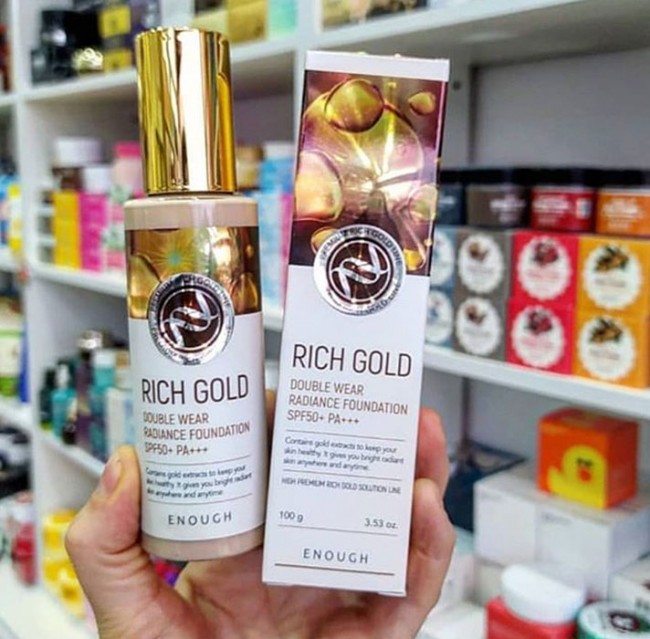 RICH GOLD
DOUBLE WEAR
RADIANCE FOUNDATION
SPF50+ PA+++
Contains gold extracts to keep your
skin healthy. It gives you bright radiant
skin anywhere and anytime.
ENOUGH
RICH GOLD
DOUBLE WEAR
RADIANCE FOUNDATION
SPF50+ PA+++
Contains gold extracts to keep your
skin healthy. It gives you bright radiant
skin anywhere and anytime.
HIGH PREMIUM RICH GOLD SOLUTION LINE
100 g 3.53 oz.
ENOUGH